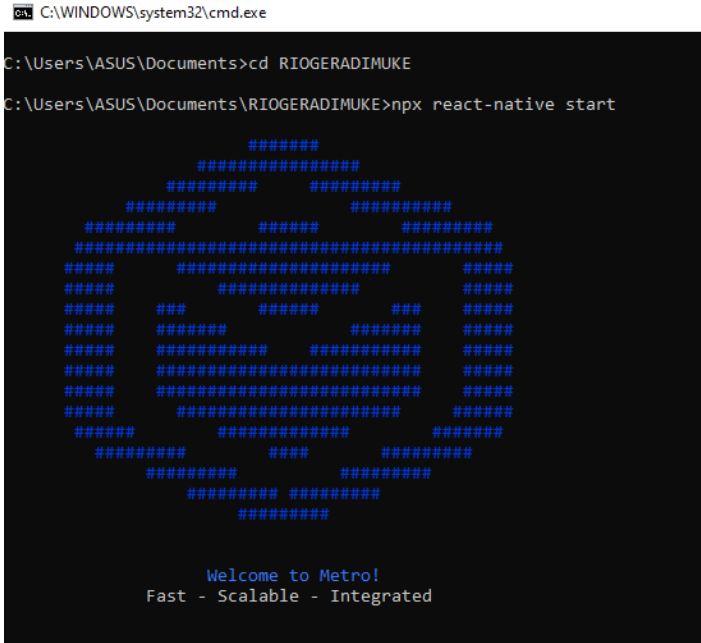 C:\WINDOWS\system32\cmd.exe
C:\Users\ASUS\Documents>cd RIOGERADIMUKE
C:\Users\ASUS\Documents\RIOGERADIMUKE>npx react-native start
Welcome to Metro!
Fast - Scalable - Integrated